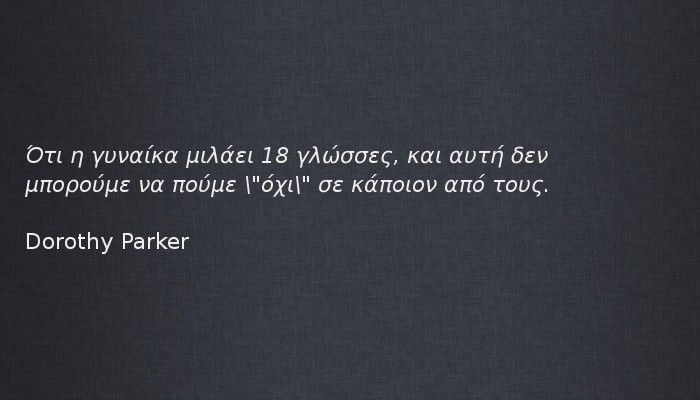 Ότι η γυναίκα μιλάει 18 γλώσσες, και αυτή δεν
μπορούμε να πούμε \"όχι\" σε κάποιον από τους.
Dorothy Parker